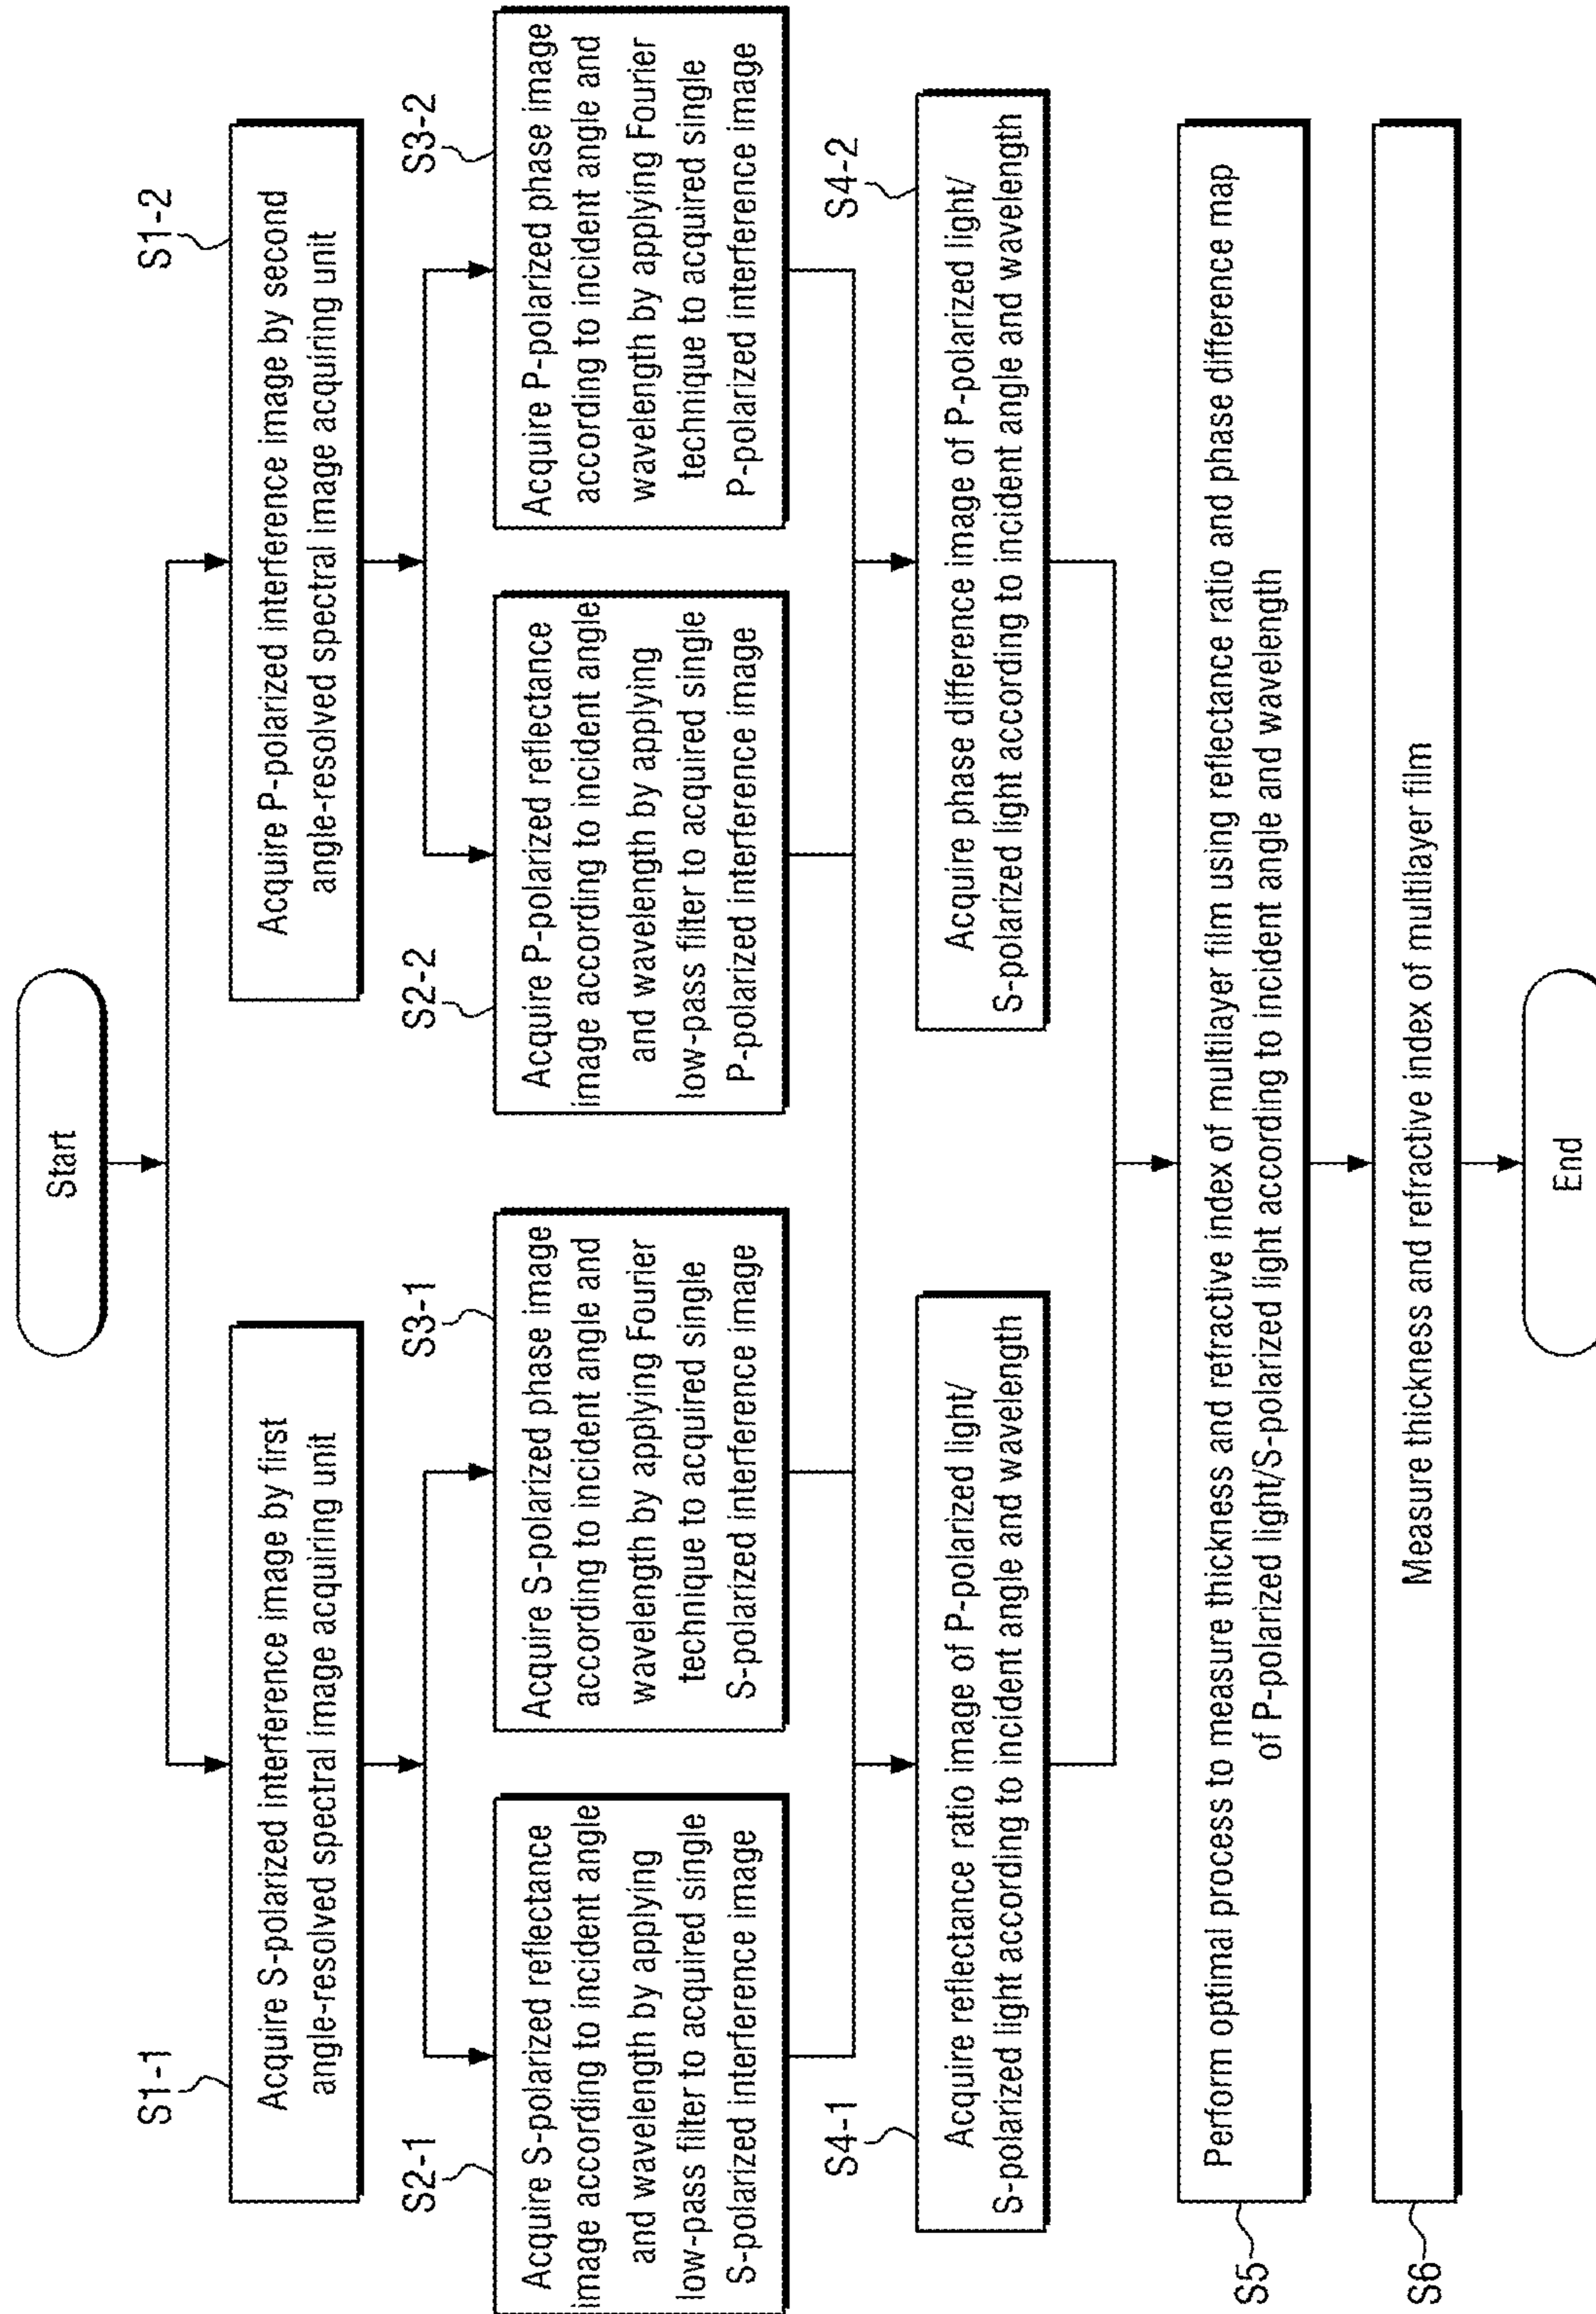 Start
S1-1
Acquire S-polarized interference image by first
angle-resolved spectral image acquiring unit
S1-2
Acquire P-polarized interference image by second
angle-resolved spectral image acquiring unit
S2-1
Acquire S-polarized reflectance
image according to incident angle
and wavelength by applying
low-pass filter to acquired single
S-polarized interference image
S3-1
Acquire S-polarized phase image
according to incident angle and
wavelength by applying Fourier
technique to acquired single
S-polarized interference image
S2-2
Acquire P-polarized reflectance
image according to incident angle
and wavelength by applying
low-pass filter to acquired single
P-polarized interference image
S3-2
Acquire P-polarized phase image
according to incident angle and
wavelength by applying Fourier
technique to acquired single
P-polarized interference image
S4-1
Acquire reflectance ratio image of P-polarized light/
S-polarized light according to incident angle and wavelength
S4-2
Acquire phase difference image of P-polarized light/
S-polarized light according to incident angle and wavelength
S5
Perform optimal process to measure thickness and refractive index of multilayer film using reflectance ratio and phase difference map
of P-polarized light/S-polarized light according to incident angle and wavelength
S6
Measure thickness and refractive index of multilayer film
End